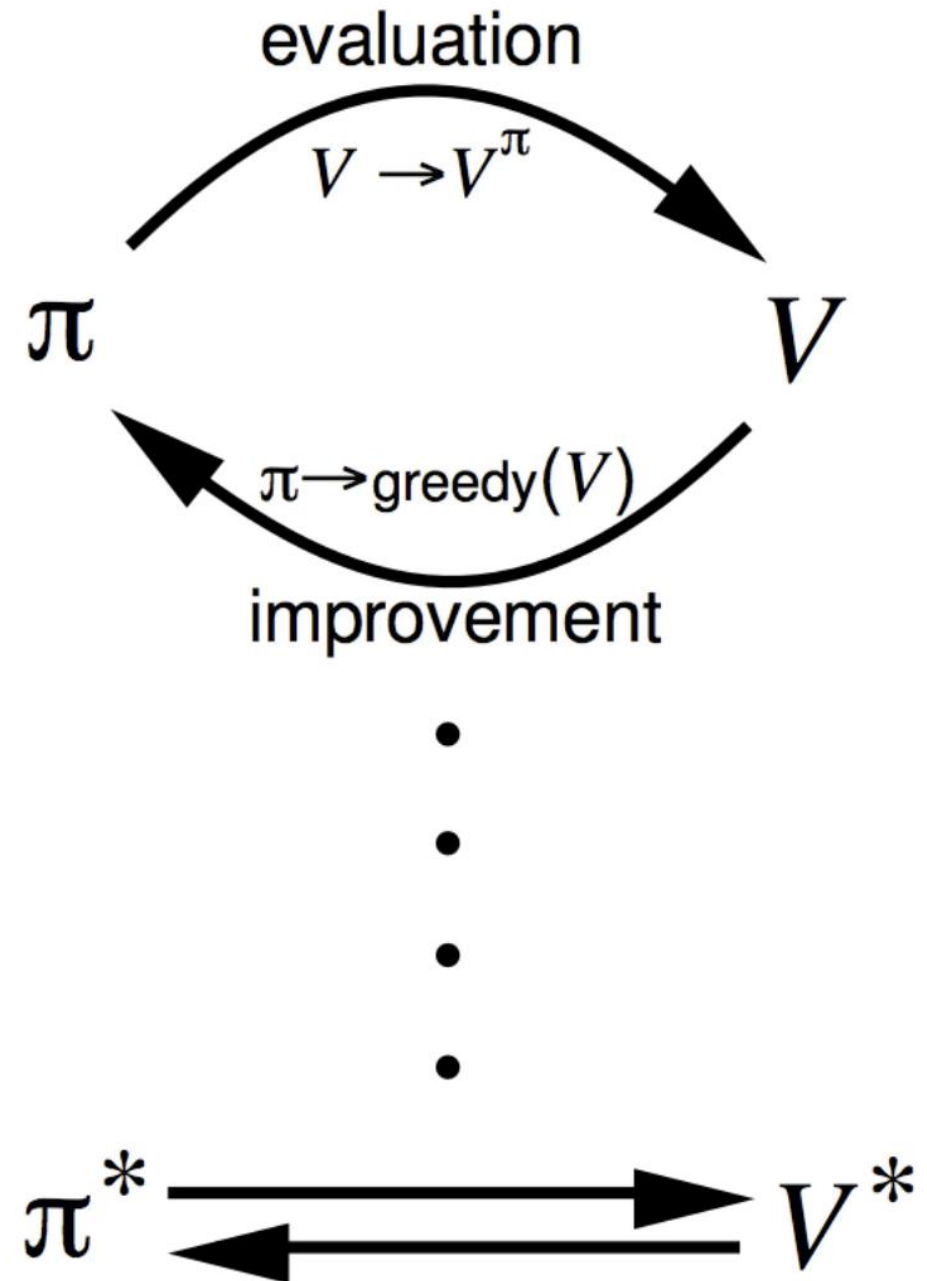 evaluation
V → V^π
π V
π→greedy(V)
improvement
π* V*